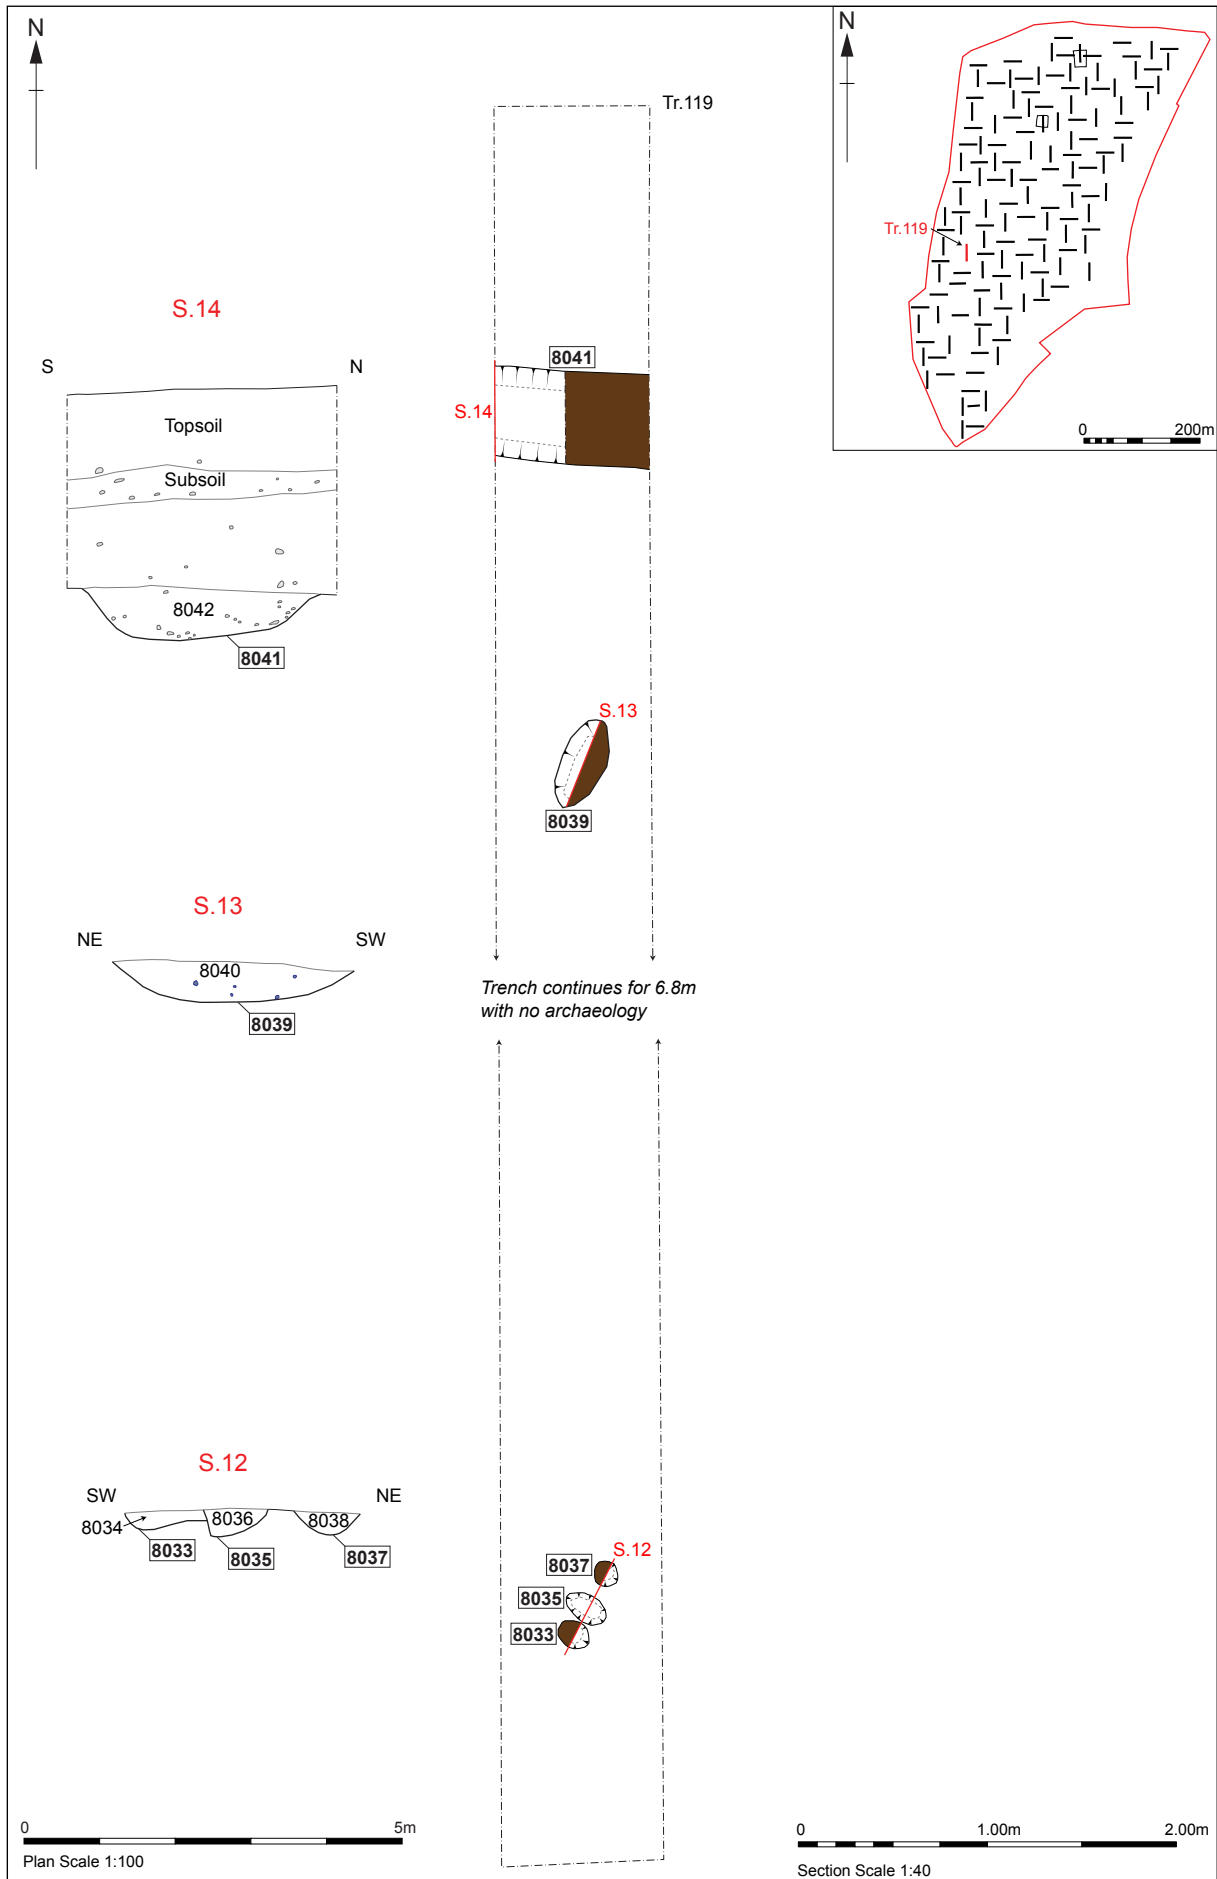 N
Tr.119
N
Tr.119
0 200m
S.14
S N
Topsoil
Subsoil
8042
8041
8041
S.14
S.13
8039
S.13
NE SW
8040
8039
Trench continues for 6.8m
with no archaeology
S.12
SW NE
8034
8036
8038
8033
8035
8037
S.12
8037
8035
8033
0 5m
Plan Scale 1:100
0 1.00m 2.00m
Section Scale 1:40